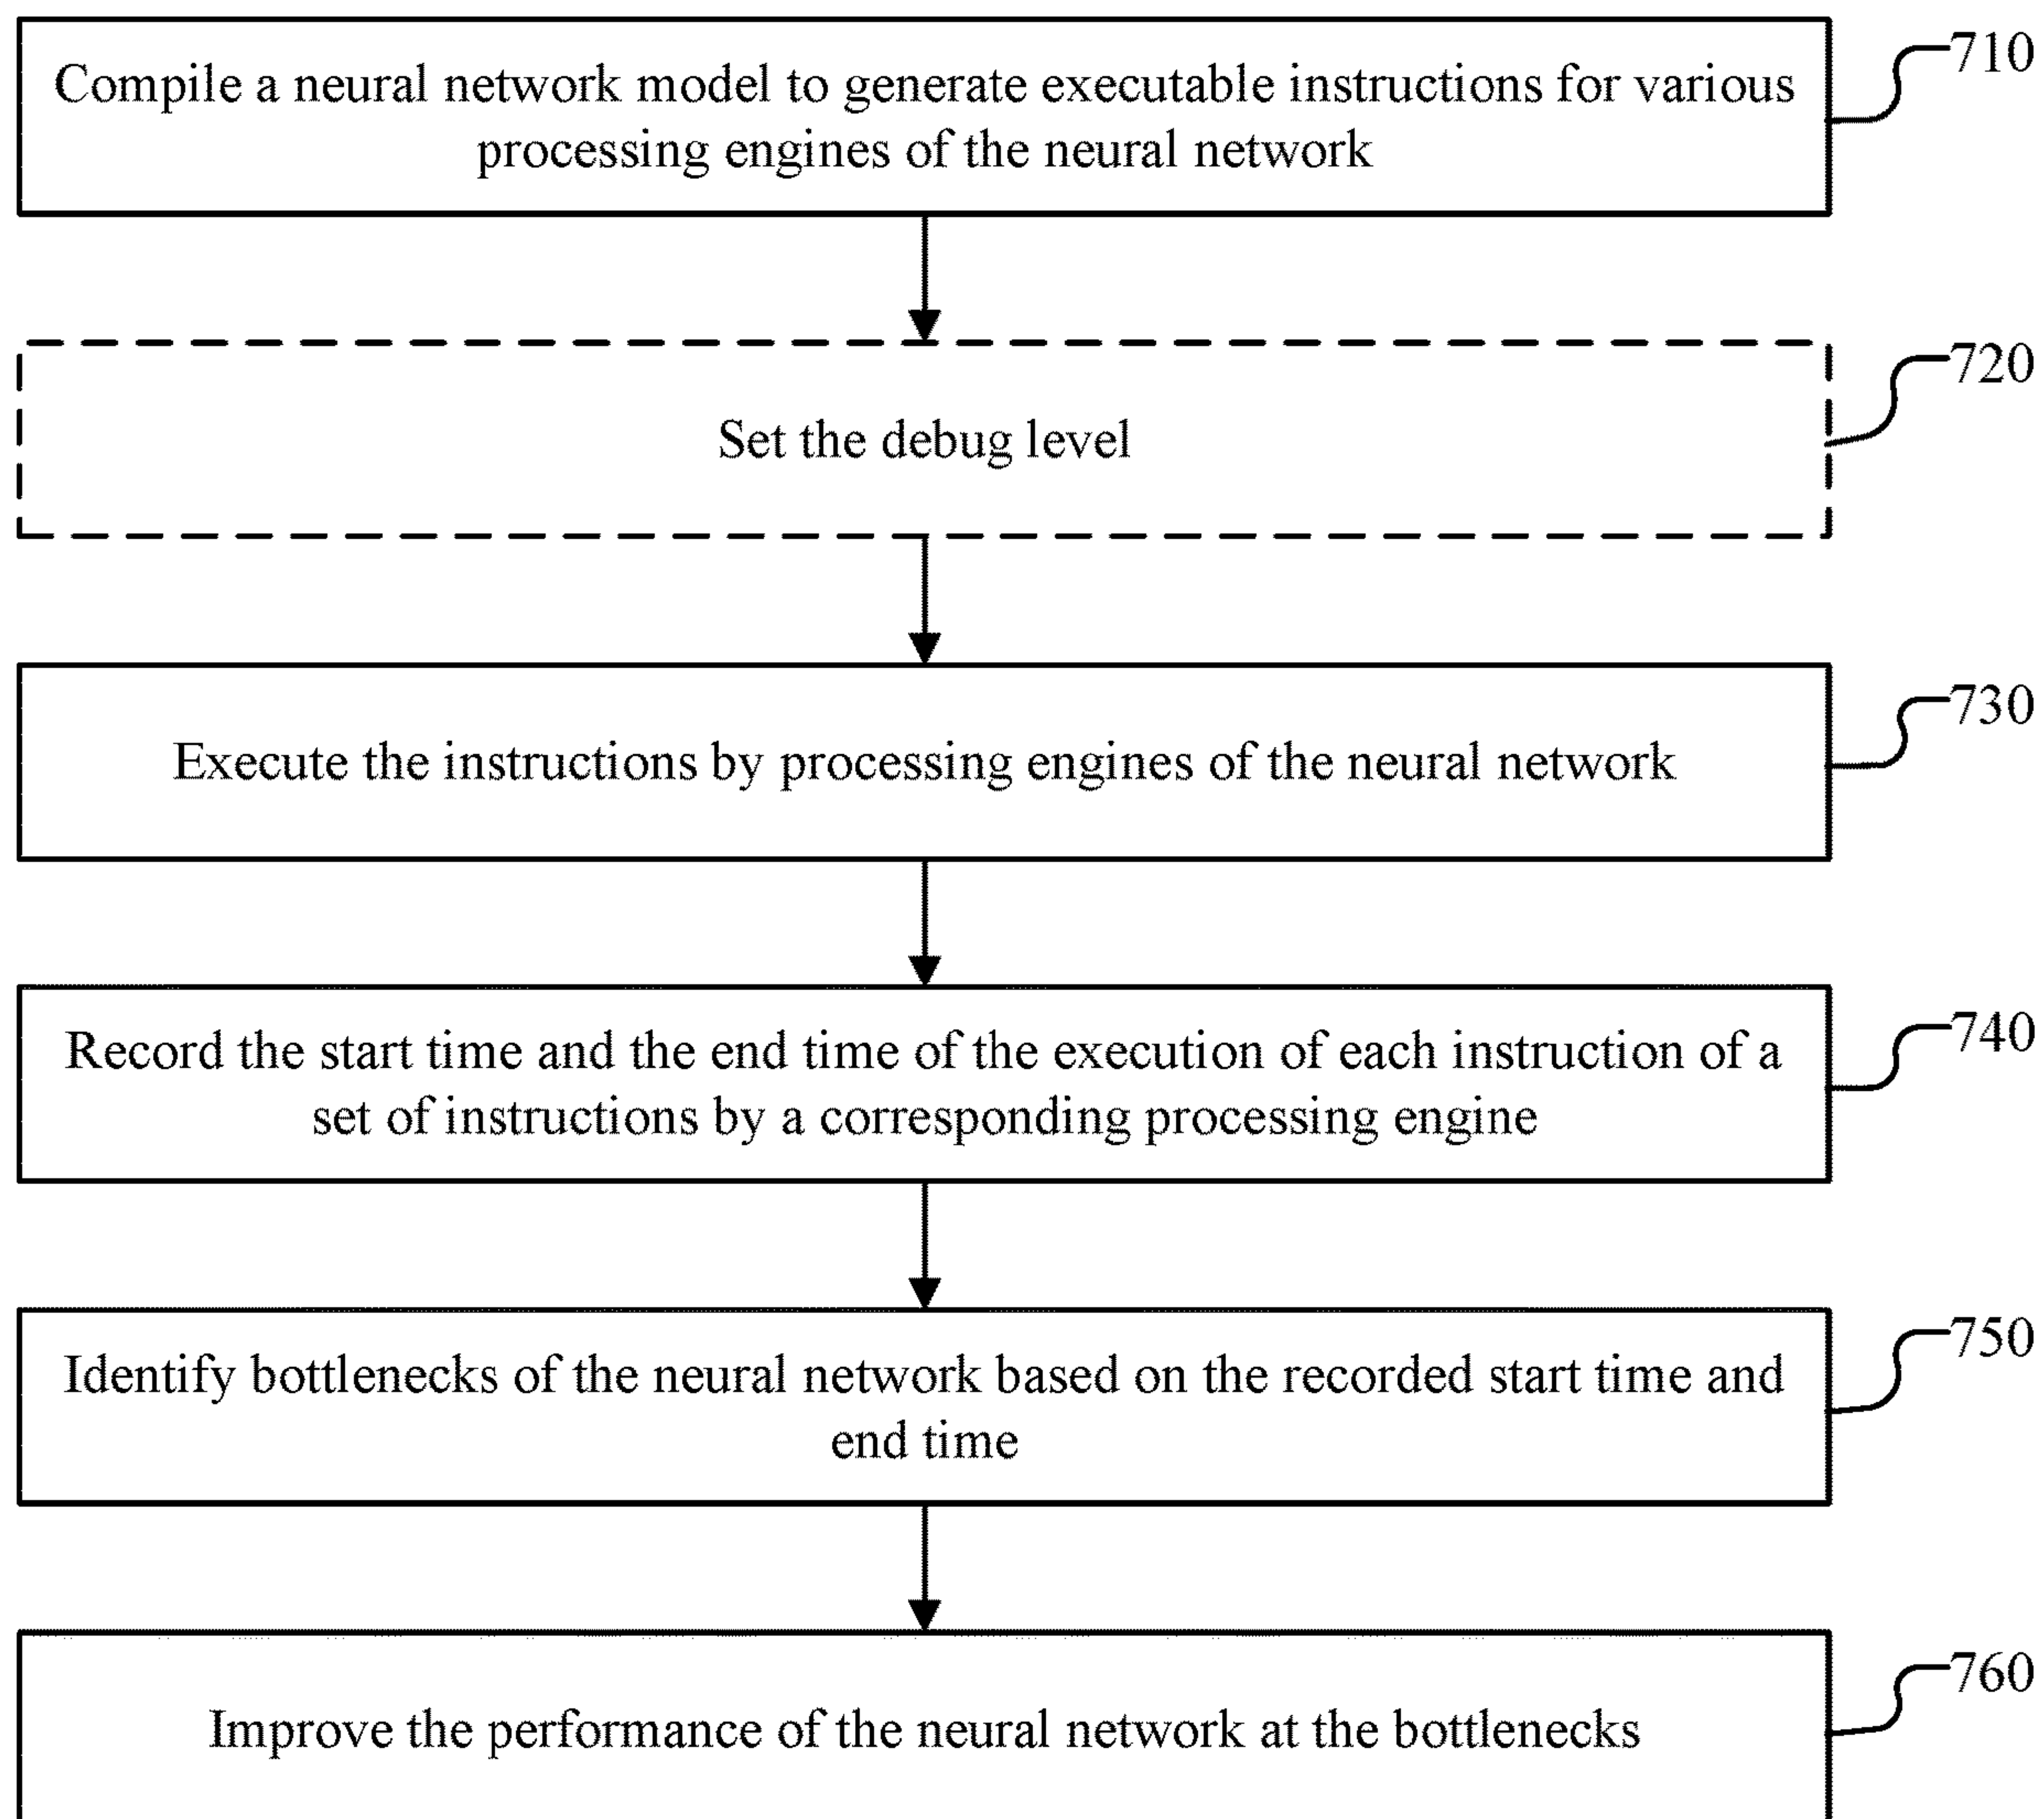 Compile a neural network model to generate executable instructions for various
processing engines of the neural network
710
Set the debug level
720
Execute the instructions by processing engines of the neural network
730
Record the start time and the end time of the execution of each instruction of a
set of instructions by a corresponding processing engine
740
Identify bottlenecks of the neural network based on the recorded start time and
end time
750
Improve the performance of the neural network at the bottlenecks
760